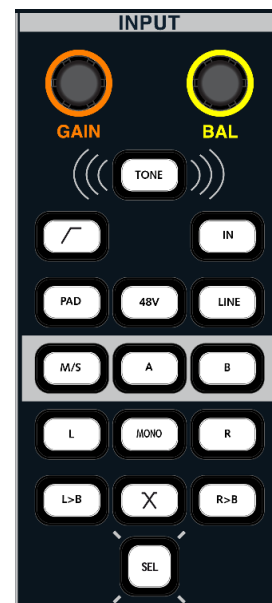 INPUT
GAIN BAL
TONE
IN
PAD 48V LINE
M/S A B
L MONO R
L>B R>B
SEL